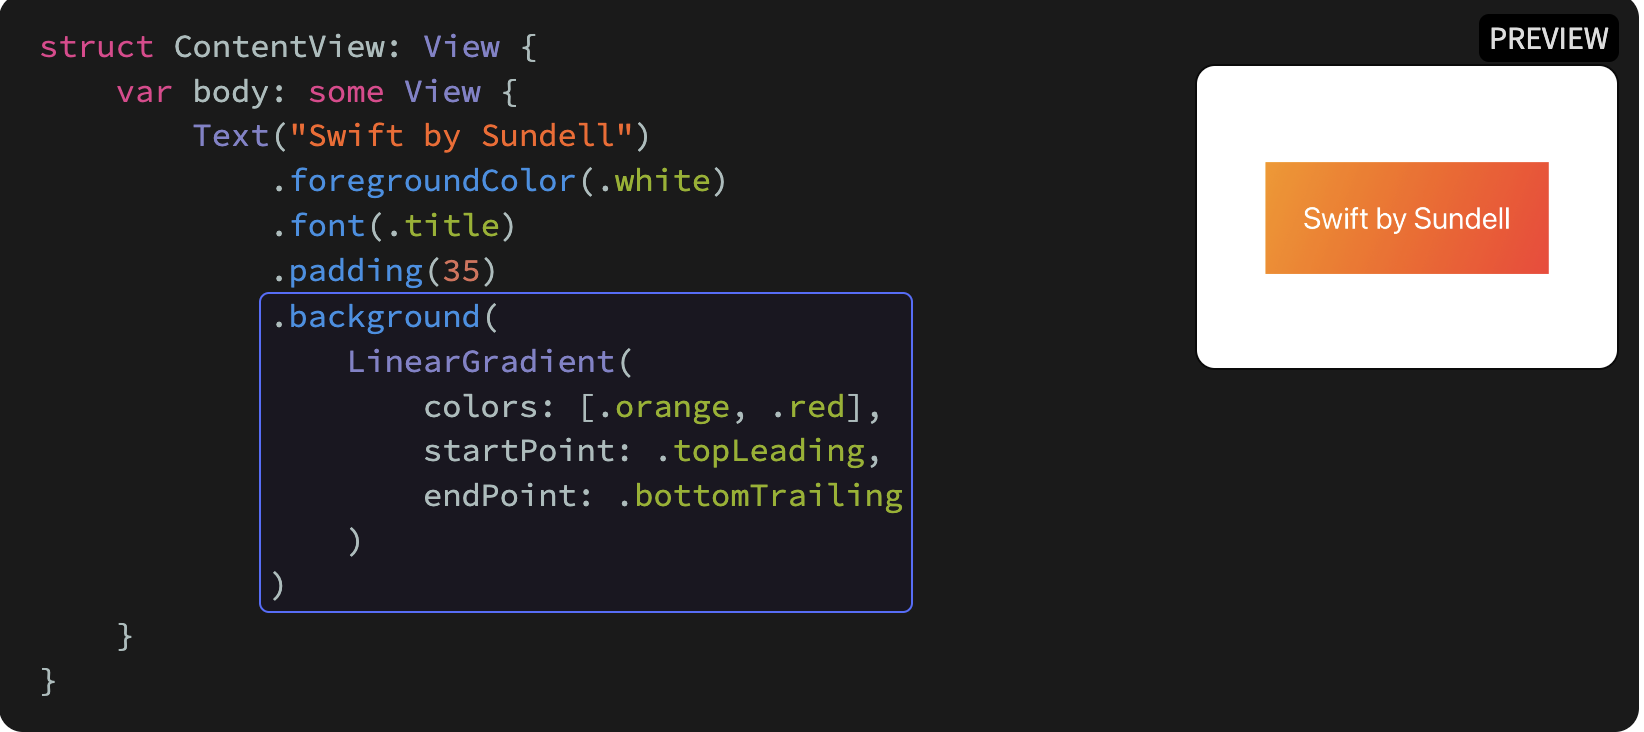 struct ContentView: View {
    var body: some View {
        Text("Swift by Sundell")
            .foregroundColor(.white)
            .font(.title)
            .padding(35)
            .background(
                LinearGradient(
                    colors: [.orange, .red],
                    startPoint: .topLeading,
                    endPoint: .bottomTrailing
                )
            )
    }
}
PREVIEW
Swift by Sundell